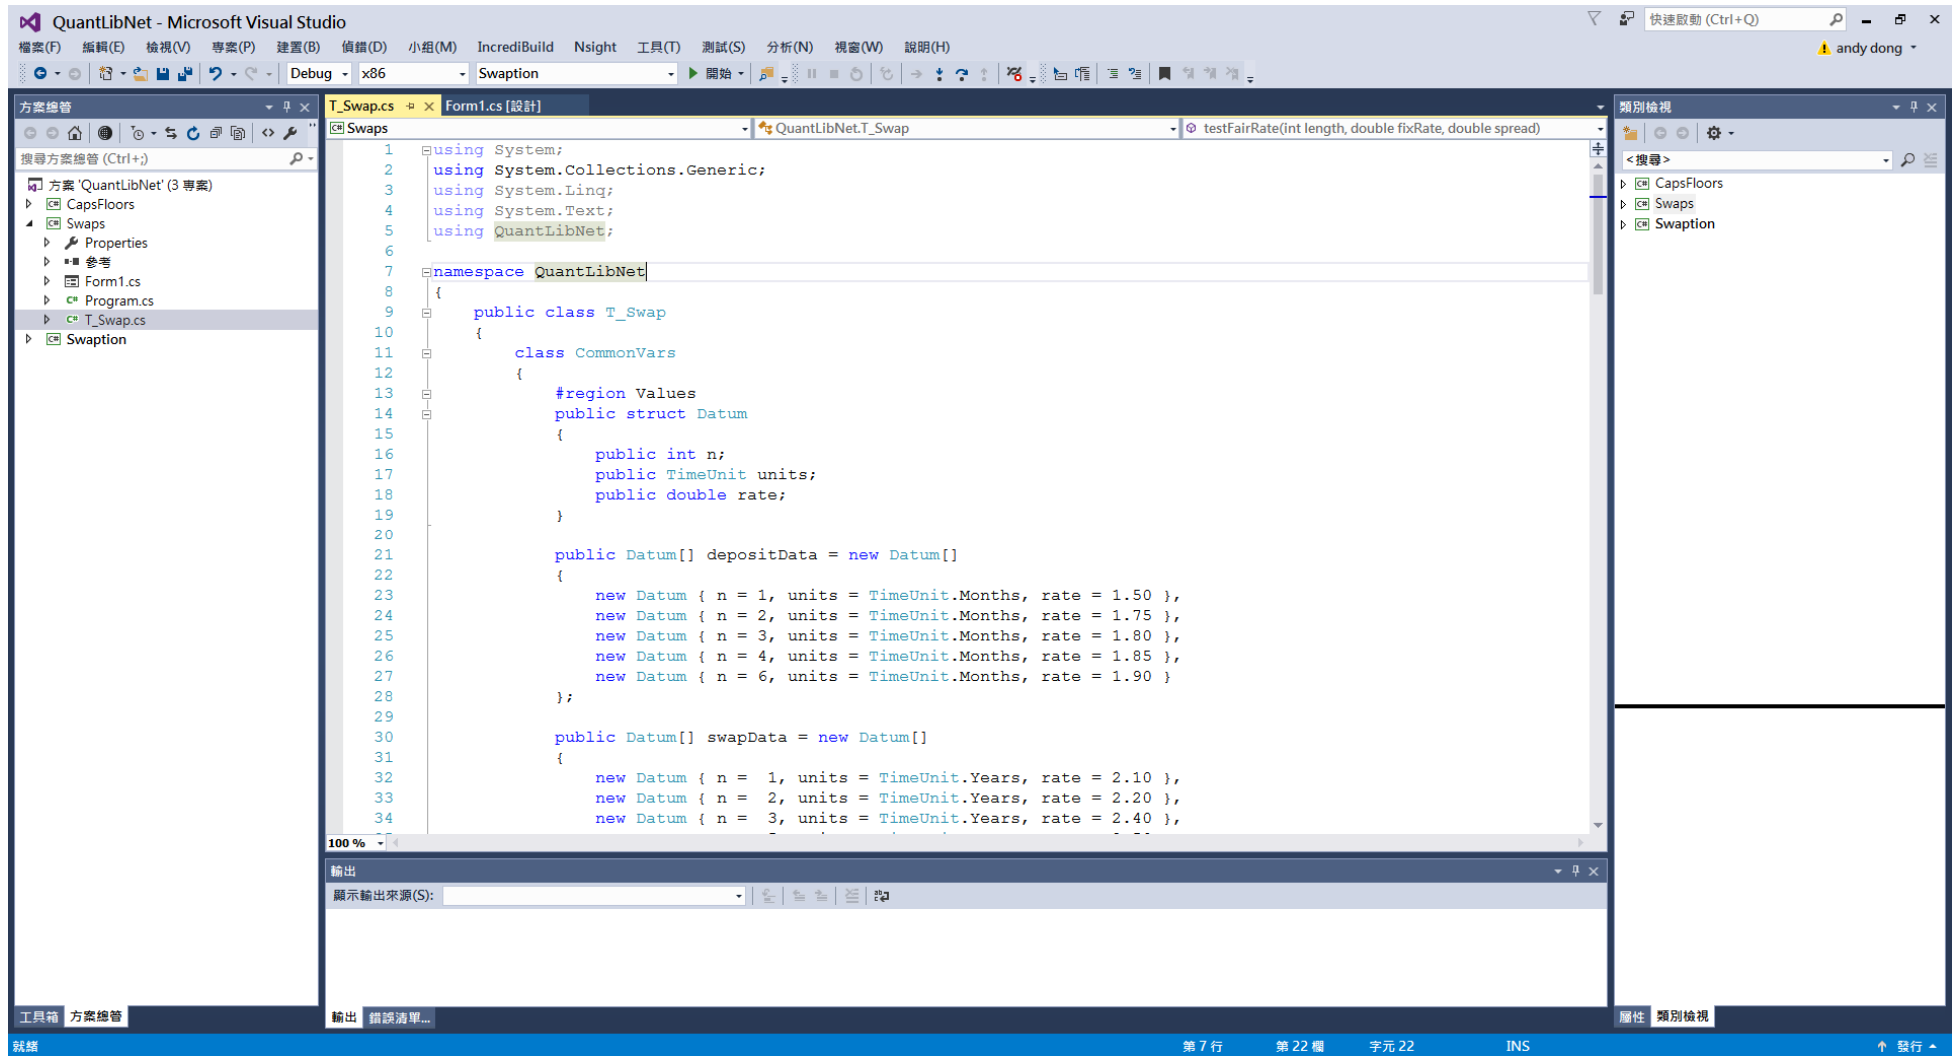 QuantLibNet - Microsoft Visual Studio
快速啟動 (Ctrl+Q)
檔案(F) 編輯(E) 檢視(V) 專案(P) 建置(B) 偵錯(D) 小組(M) IncrediBuild Nsight 工具(T) 測試(S) 分析(N) 視窗(W) 說明(H)
andy dong
Debug x86 Swaption 開始
方案總管
搜尋方案總管 (Ctrl+;)
方案 'QuantLibNet' (3 專案)
CapsFloors
Swaps
Properties
參考
Form1.cs
Program.cs
T_Swap.cs
Swaption
工具箱 方案總管
T_Swap.cs Form1.cs [設計]
Swaps QuantLibNet.T_Swap testFairRate(int length, double fixRate, double spread)
1 using System;
2 using System.Collections.Generic;
3 using System.Linq;
4 using System.Text;
5 using QuantLibNet;
6
7 namespace QuantLibNet
8 {
9 public class T_Swap
10 {
11 class CommonVars
12 {
13 #region Values
14 public struct Datum
15 {
16 public int n;
17 public TimeUnit units;
18 public double rate;
19 }
20
21 public Datum[] depositData = new Datum[]
22 {
23 new Datum { n = 1, units = TimeUnit.Months, rate = 1.50 },
24 new Datum { n = 2, units = TimeUnit.Months, rate = 1.75 },
25 new Datum { n = 3, units = TimeUnit.Months, rate = 1.80 },
26 new Datum { n = 4, units = TimeUnit.Months, rate = 1.85 },
27 new Datum { n = 6, units = TimeUnit.Months, rate = 1.90 }
28 };
29
30 public Datum[] swapData = new Datum[]
31 {
32 new Datum { n = 1, units = TimeUnit.Years, rate = 2.10 },
33 new Datum { n = 2, units = TimeUnit.Years, rate = 2.20 },
34 new Datum { n = 3, units = TimeUnit.Years, rate = 2.40 },
100 %
輸出
顯示輸出來源(S):
輸出 錯誤清單...
類別檢視
<搜尋>
CapsFloors
Swaps
Swaption
屬性 類別檢視
就緒 第 7 行 第 22 欄 字元 22 INS 發行